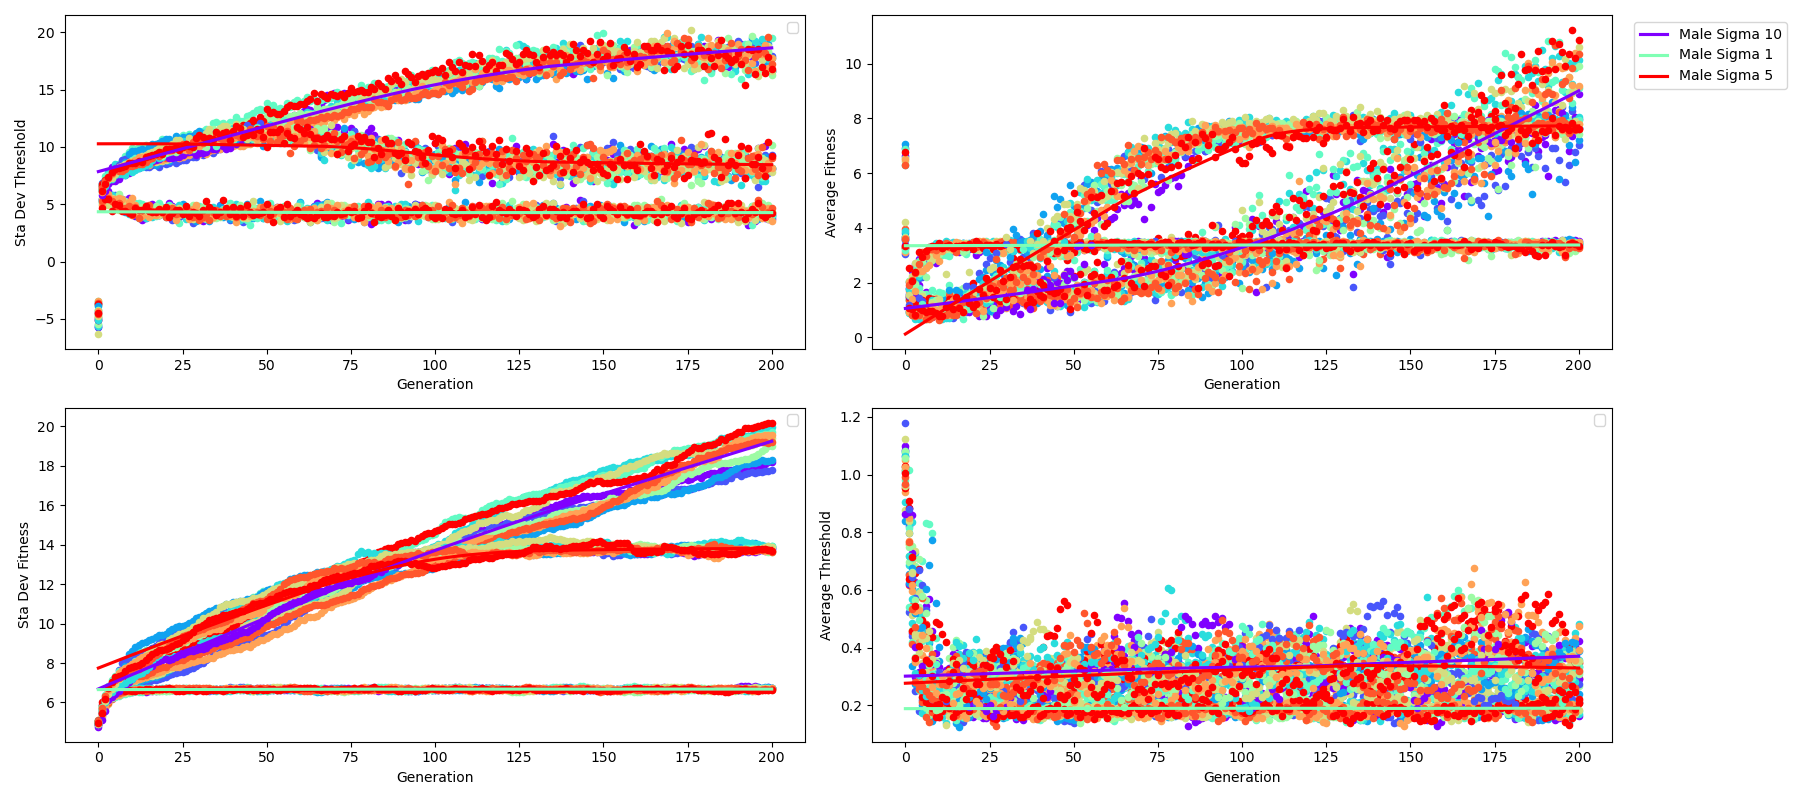 20
15
10
5
0
−5
Sta Dev Threshold
0 25 50 75 100 125 150 175 200
Generation
10
8
6
4
2
0
Average Fitness
0 25 50 75 100 125 150 175 200
Generation
Male Sigma 10
Male Sigma 1
Male Sigma 5
20
18
16
14
12
10
8
6
Sta Dev Fitness
0 25 50 75 100 125 150 175 200
Generation
1.2
1.0
0.8
0.6
0.4
0.2
Average Threshold
0 25 50 75 100 125 150 175 200
Generation